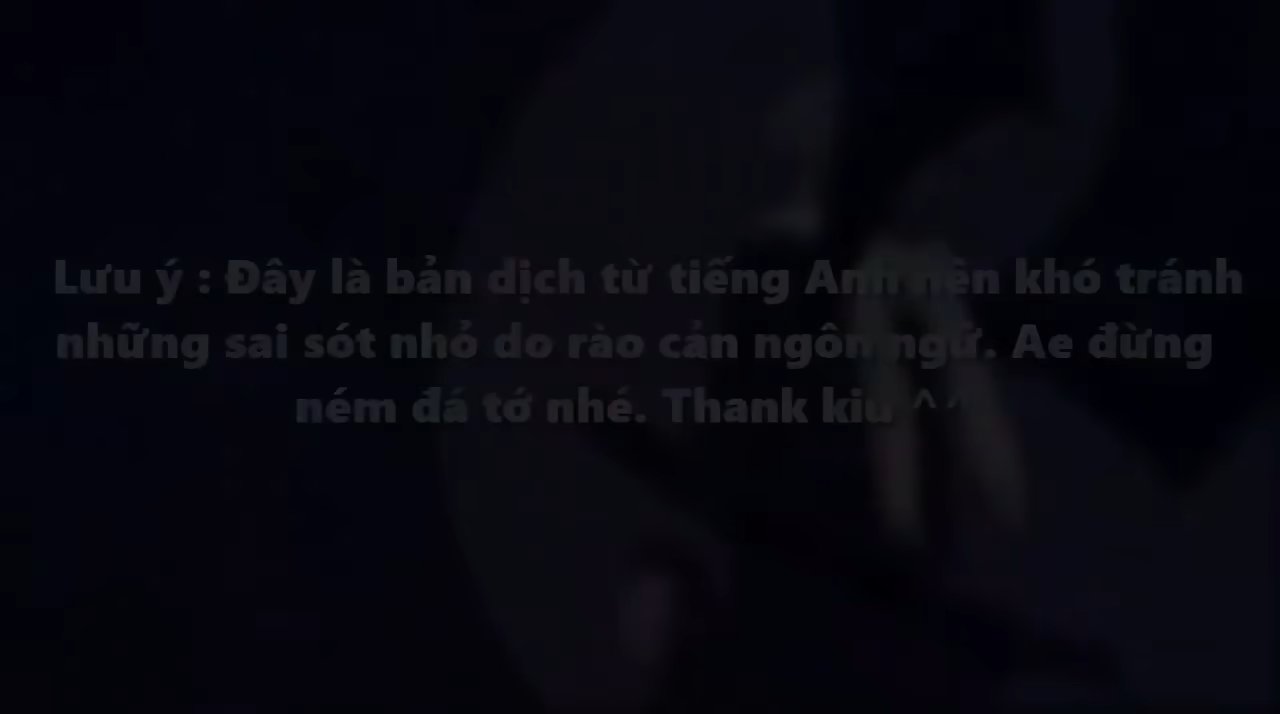 Lưu ý : Đây là bản dịch từ tiếng Anh nên khó tránh
những sai sót nhỏ do rào cản ngôn ngữ. Ae đừng
ném đá tớ nhé. Thank kiu ^^